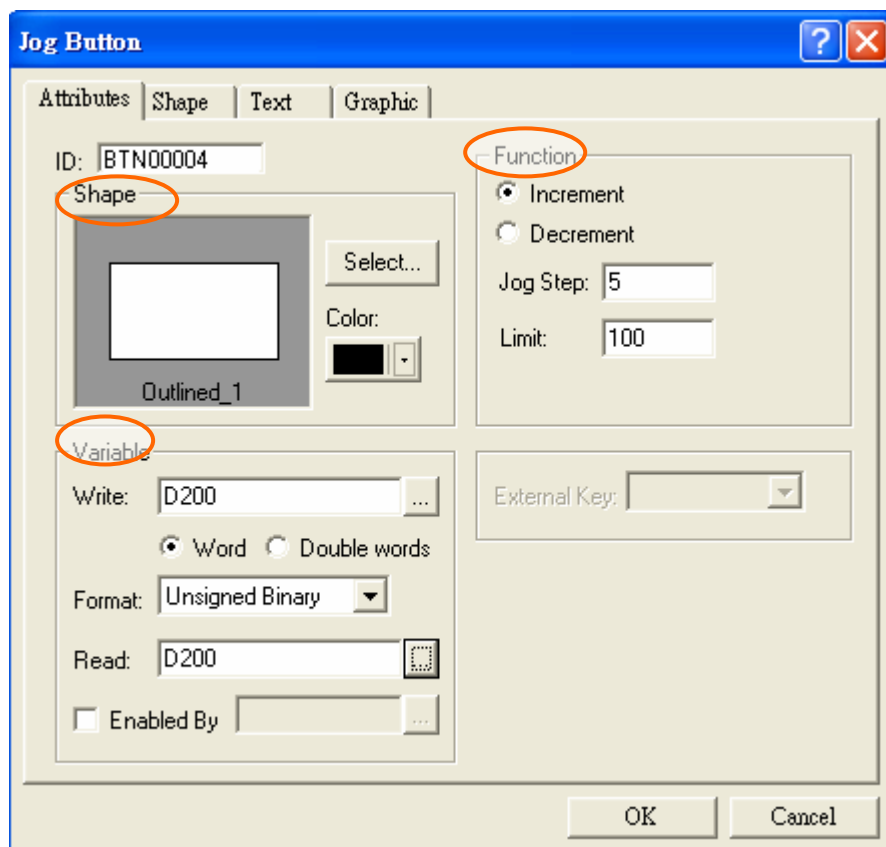 Jog Button
Attributes Shape Text Graphic
ID: BTN00004
Shape
Select...
Color:
Outlined_1
Variable
Write: D200 ...
Word Double words
Format: Unsigned Binary
Read: D200
Enabled By ...
Function
Increment
Decrement
Jog Step: 5
Limit: 100
External Key:
OK Cancel